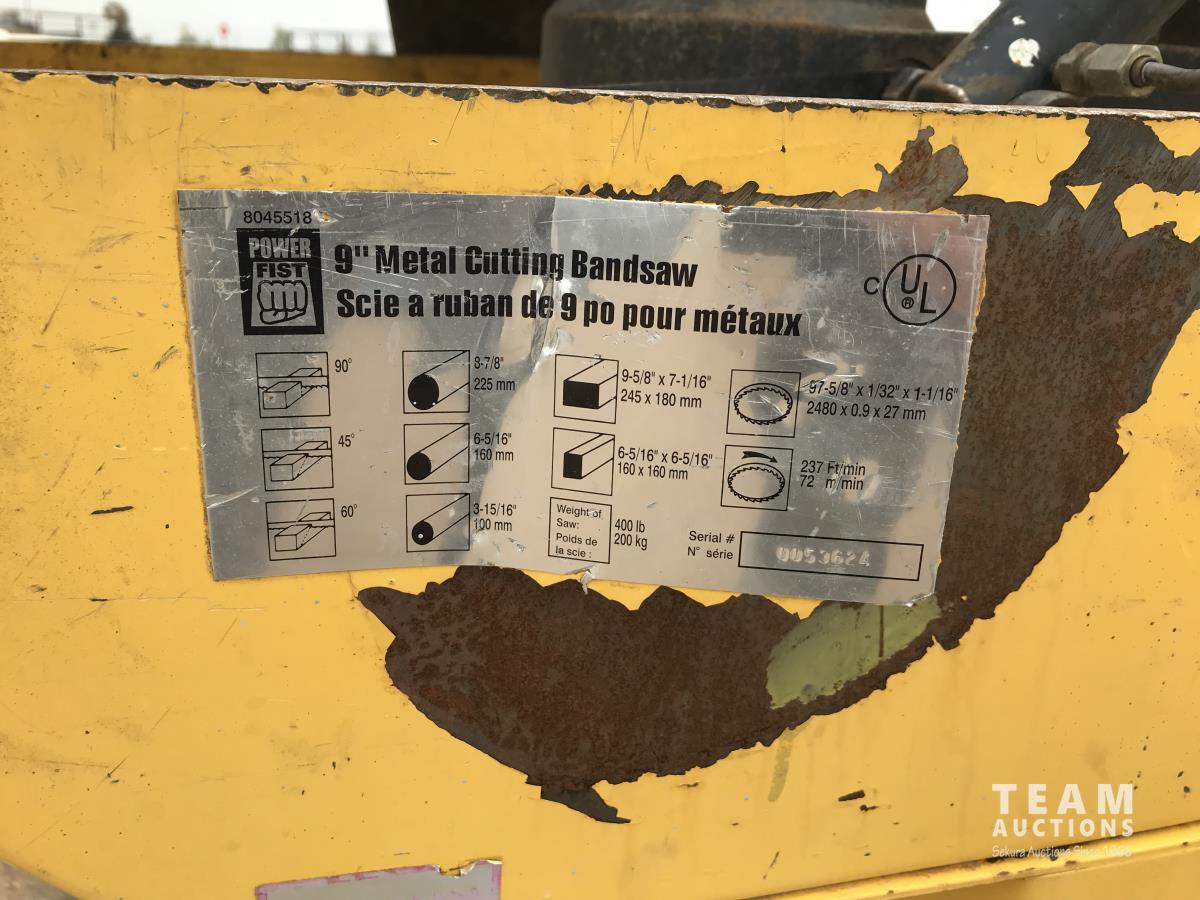 8045518
POWER
FIST
9" Metal Cutting Bandsaw
Scie a ruban de 9 po pour métaux
C UL ®
90°
8-7/8"
225 mm
9-5/8" x 7-1/16"
245 x 180 mm
97-5/8" x 1/32" x 1-1/16"
2480 x 0.9 x 27 mm
45°
6-5/16"
160 mm
6-5/16" x 6-5/16"
160 x 160 mm
237 Ft/min
72 m/min
60°
3-15/16"
100 mm
Weight of
Saw:
Poids de
la scie :
400 lb
200 kg
Serial #
N° série
0053624
TEAM
AUCTIONS
Sekura Auctions Since 1966